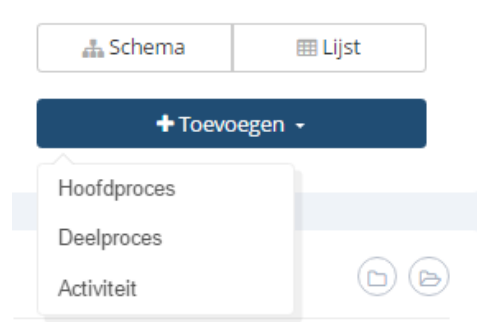 Schema Lijst
Toevoegen
Hoofdproces
Deelproces
Activiteit